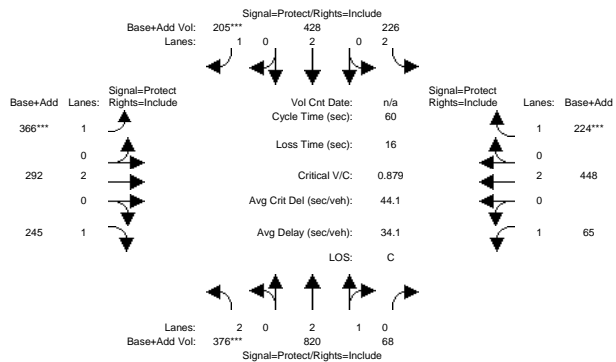 Signal=Protect/Rights=Include
Base+Add Vol: 205*** 428 226
Lanes: 1 0 2 0 2
Signal=Protect
Rights=Include
Base+Add Lanes:
Vol Cnt Date: n/a
Signal=Protect
Rights=Include
Lanes: Base+Add
Cycle Time (sec): 60
366*** 1
1 224***
Loss Time (sec): 16
0
0
292 2
Critical V/C: 0.879
2 448
0
Avg Crit Del (sec/veh): 44.1
0
245 1
Avg Delay (sec/veh): 34.1
1 65
LOS: C
Lanes: 2 0 2 1 0
Base+Add Vol: 376*** 820 68
Signal=Protect/Rights=Include